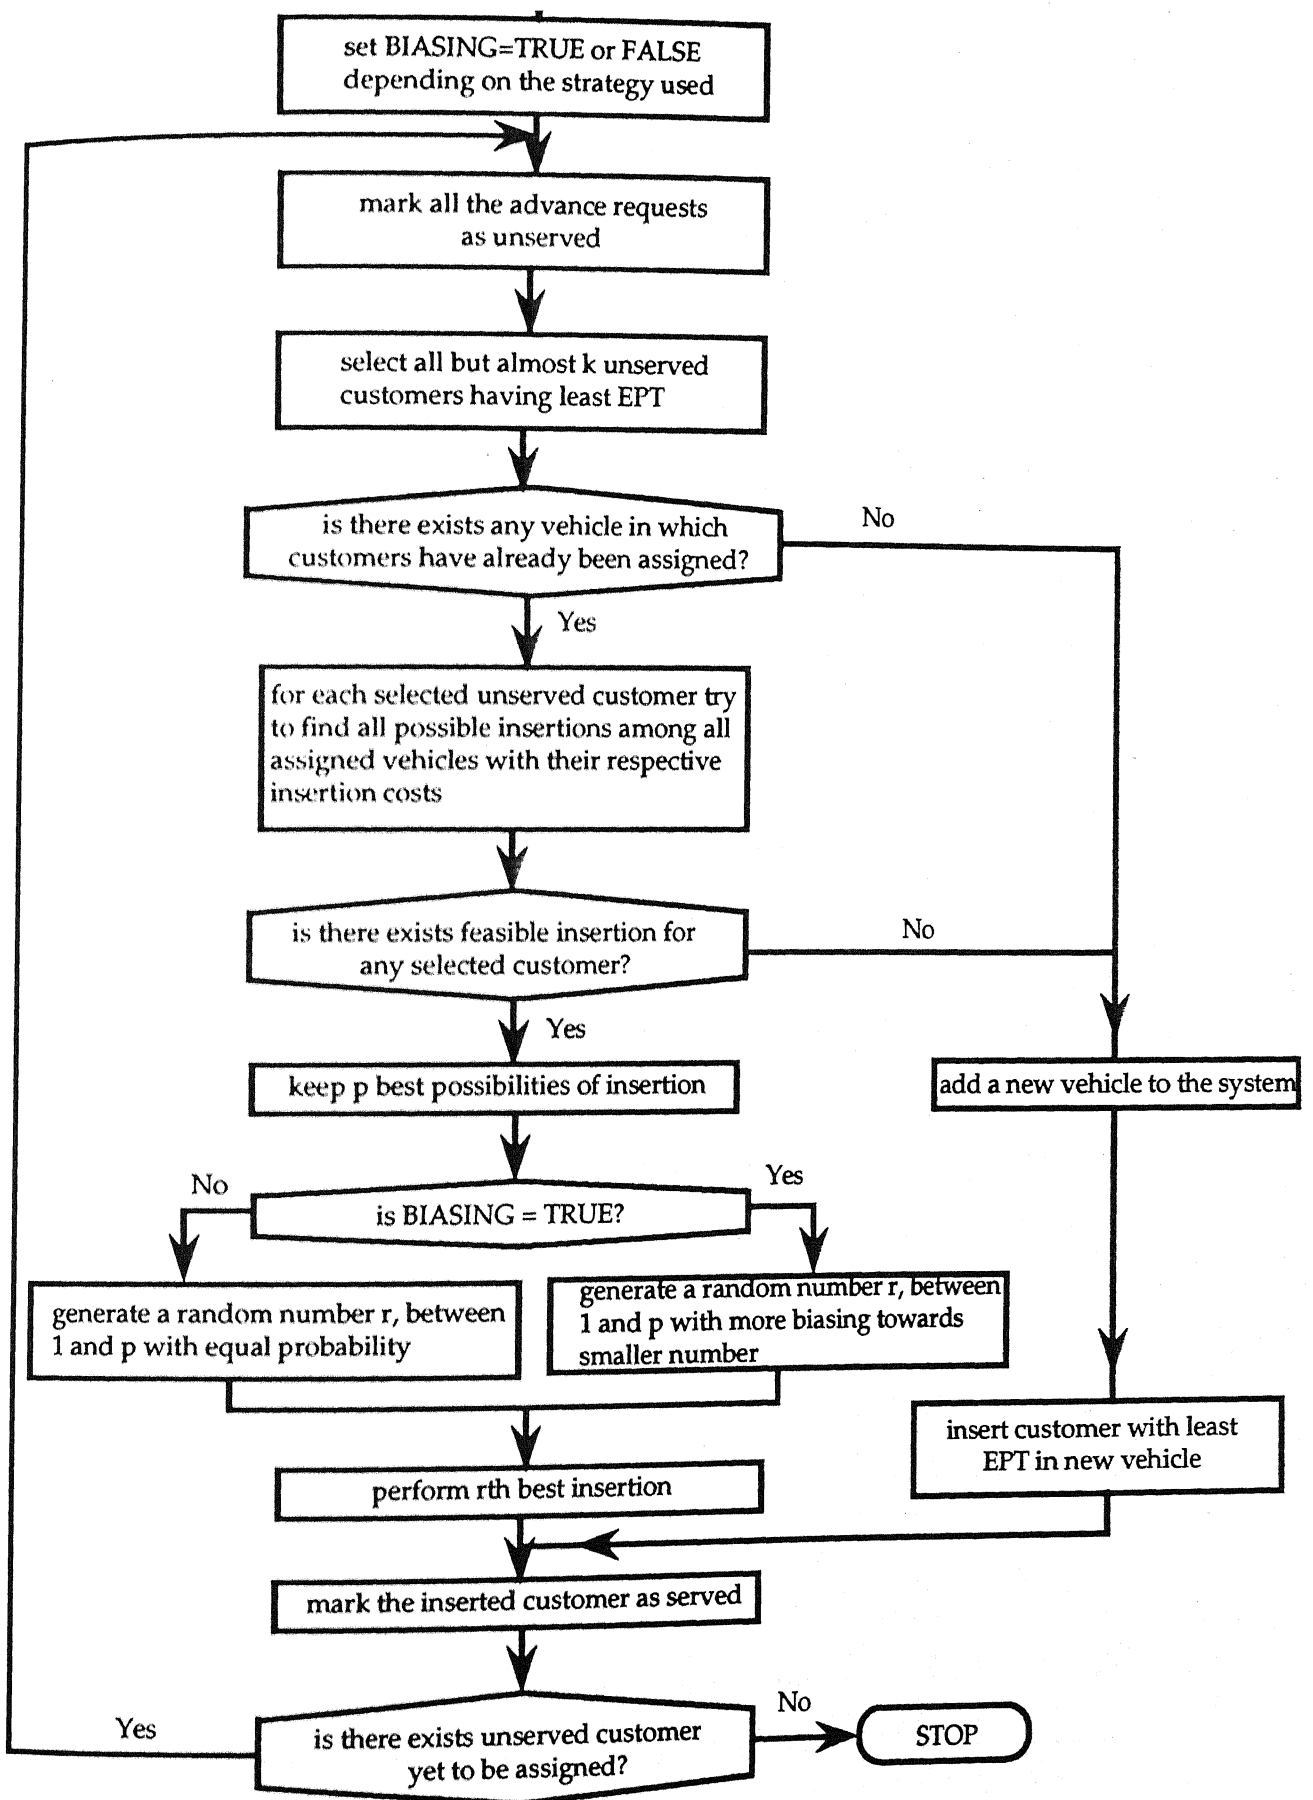 set BIASING=TRUE or FALSE
depending on the strategy used
mark all the advance requests
as unserved
select all but almost k unserved
customers having least EPT
is there exists any vehicle in which
customers have already been assigned?
No
Yes
for each selected unserved customer try
to find all possible insertions among all
assigned vehicles with their respective
insertion costs
is there exists feasible insertion for
any selected customer?
No
Yes
keep p best possibilities of insertion
add a new vehicle to the system
No
is BIASING = TRUE?
Yes
generate a random number r, between
1 and p with equal probability
generate a random number r, between
1 and p with more biasing towards
smaller number
insert customer with least
EPT in new vehicle
perform rth best insertion
mark the inserted customer as served
Yes
is there exists unserved customer
yet to be assigned?
No
STOP